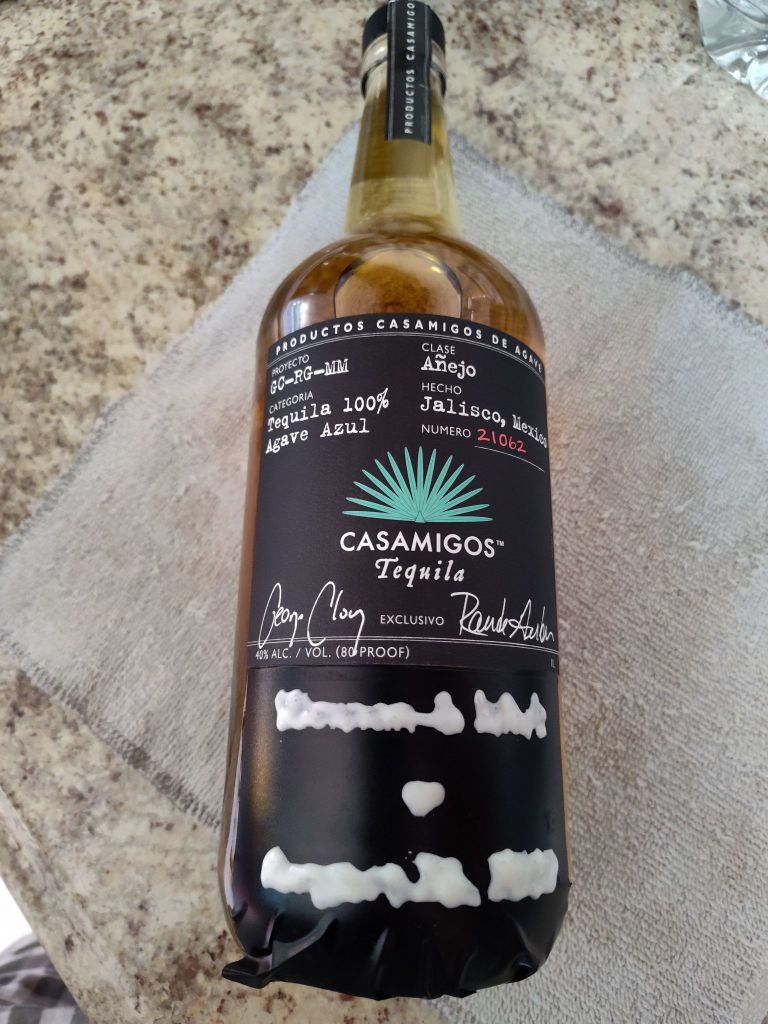 PRODUCTOS CASAMIGOS
PRODUCTOS CASAMIGOS DE AGAVE
PROYECTO
GC-RG-MM
CLASE
Añejo
CATEGORIA
Tequila 100%
Agave Azul
HECHO
Jalisco, Mexico
NUMERO 21062
CASAMIGOS™
Tequila
EXCLUSIVO
40% ALC. / VOL. (80 PROOF)
1L